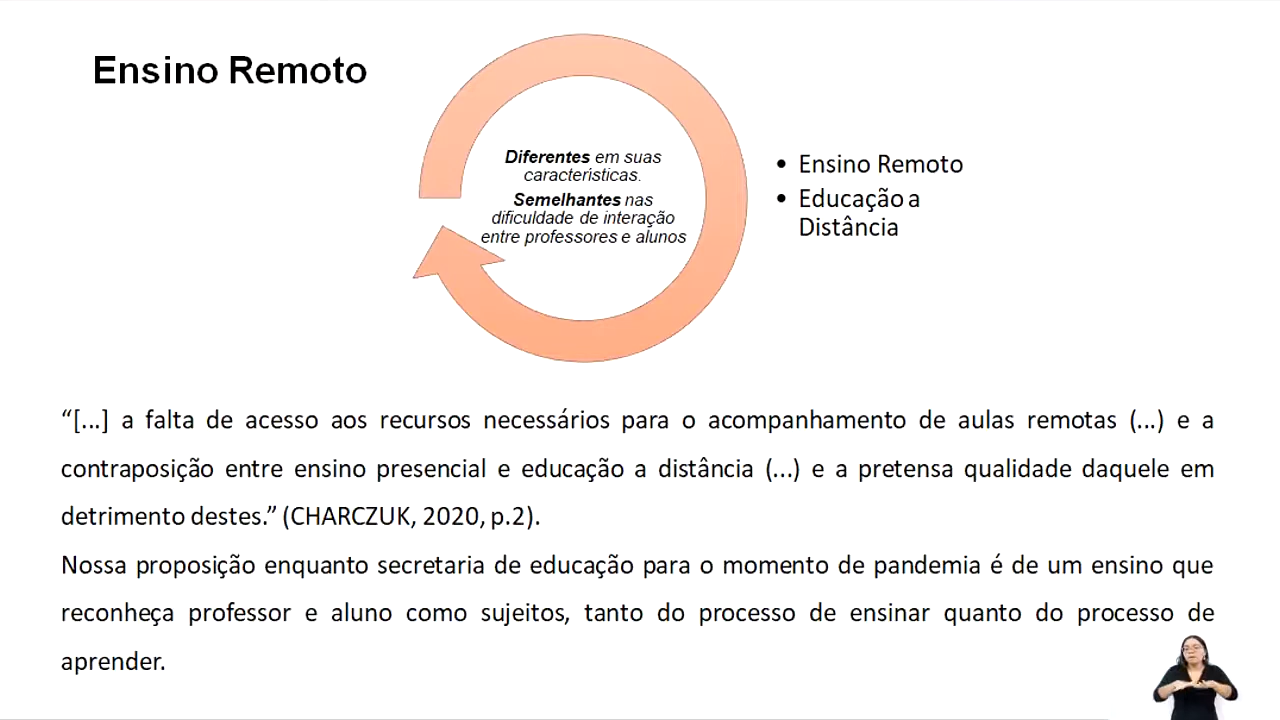 Ensino Remoto
Diferentes em suas
características.
Semelhantes nas
dificuldade de interação
entre professores e alunos
• Ensino Remoto
• Educação a
Distância
“[...] a falta de acesso aos recursos necessários para o acompanhamento de aulas remotas (...) e a
contraposição entre ensino presencial e educação a distância (...) e a pretensa qualidade daquele em
detrimento destes.” (CHARCZUK, 2020, p.2).
Nossa proposição enquanto secretaria de educação para o momento de pandemia é de um ensino que
reconheça professor e aluno como sujeitos, tanto do processo de ensinar quanto do processo de
aprender.